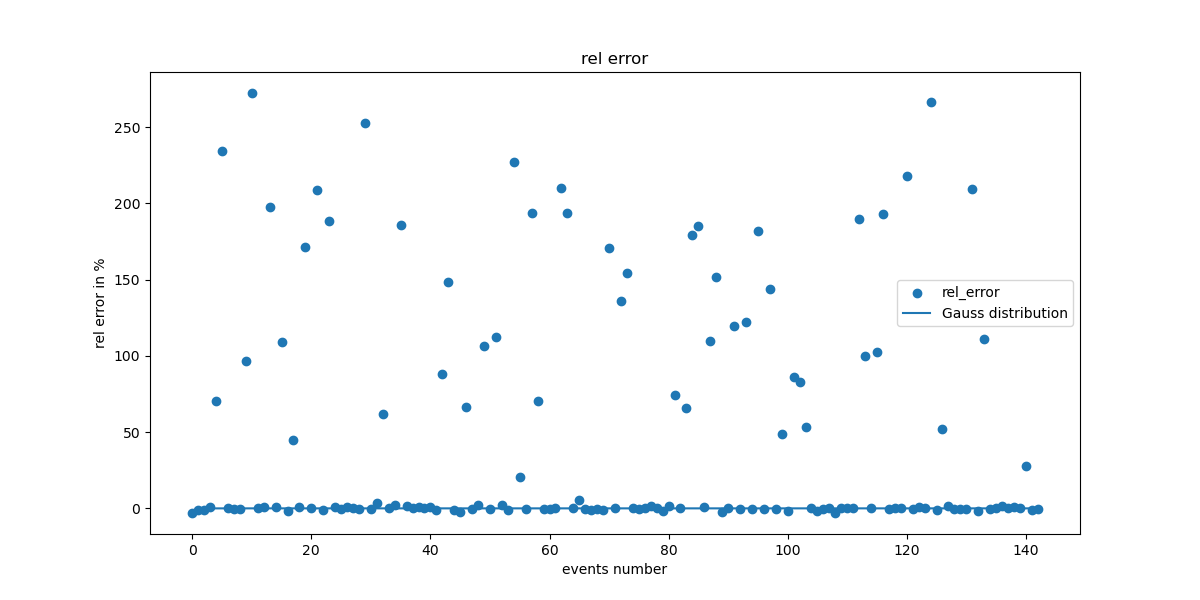 rel error
rel error in %
250
200
150
100
50
0
rel_error
Gauss distribution
0 20 40 60 80 100 120 140
events number